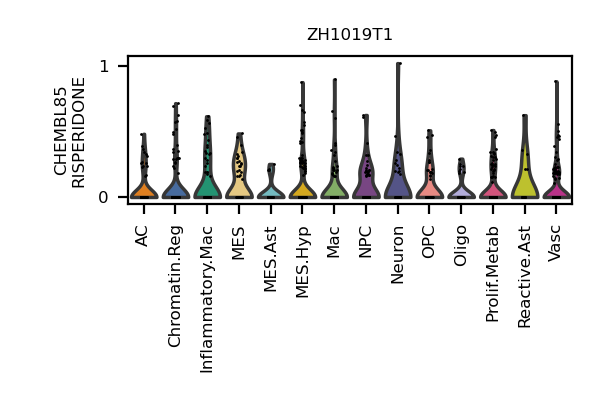 ZH1019T1
CHEMBL85
RISPERIDONE
1
0
AC
Chromatin.Reg
Inflammatory.Mac
MES
MES.Ast
MES.Hyp
Mac
NPC
Neuron
OPC
Oligo
Prolif.Metab
Reactive.Ast
Vasc